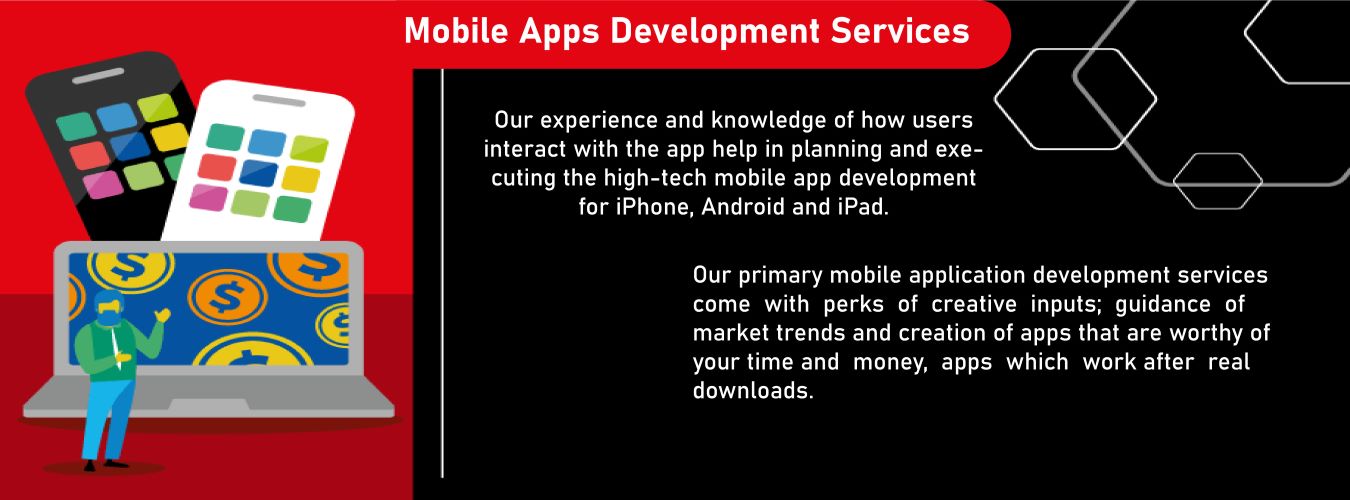 Mobile Apps Development Services
Our experience and knowledge of how users
interact with the app help in planning and exe-
cuting the high-tech mobile app development
for iPhone, Android and iPad.
Our primary mobile application development services
come with perks of creative inputs; guidance of
market trends and creation of apps that are worthy of
your time and money, apps which work after real
downloads.